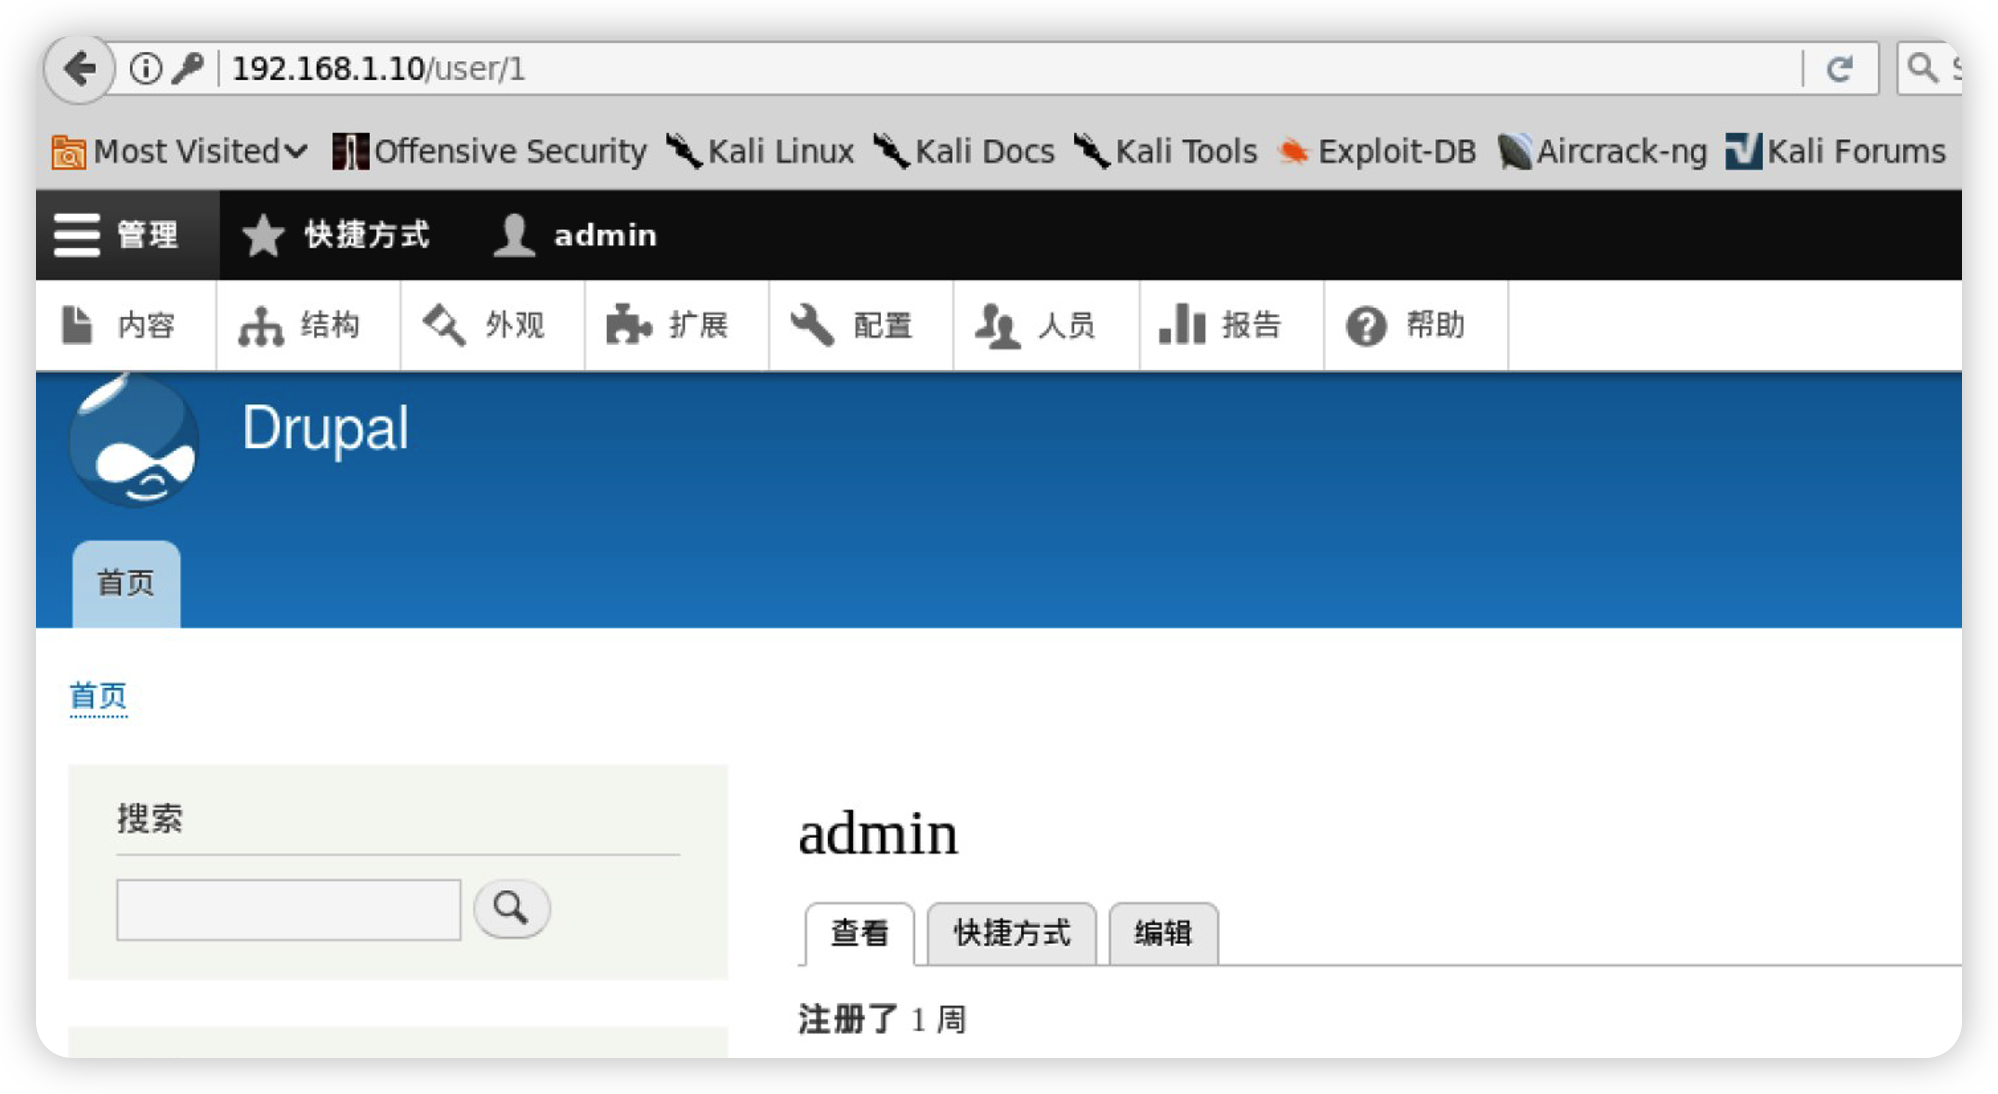 192.168.1.10/user/1
Most Visited Offensive Security Kali Linux Kali Docs Kali Tools Exploit-DB Aircrack-ng Kali Forums
管理 快捷方式 admin
内容 结构 外观 扩展 配置 人员 报告 帮助
Drupal
首页
首页
搜索
admin
查看 快捷方式 编辑
注册了 1 周